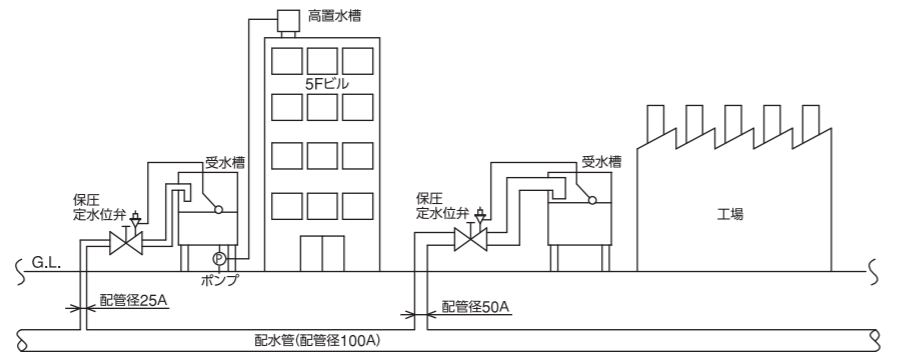 高置水槽
5Fビル
受水槽
保圧
定水位弁
P
ポンプ
G.L.
配管径25A
受水槽
保圧
定水位弁
工場
配管径50A
配水管(配管径100A)